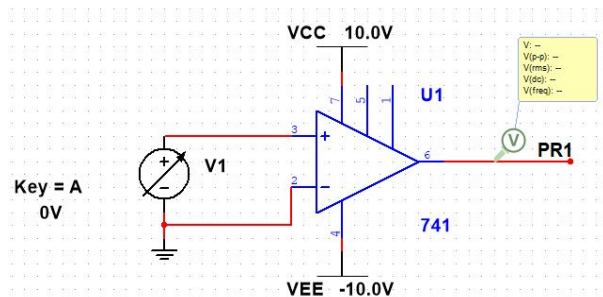 VCC 10.0V
V: --
V(p-p): --
V(rms): --
V(dc): --
V(freq): --
7
5
1
U1
3
+
V
PR1
6
+
V1
Key = A
0V
2
741
4
VEE -10.0V